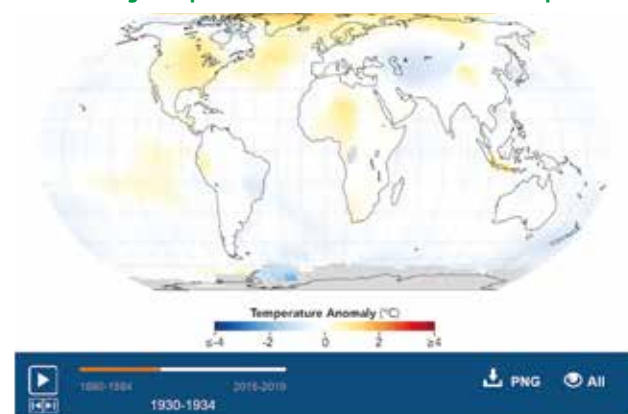 Temperature Anomaly (°C)
≤-4 -2 0 2 ≥4
1880-1884 2015-2019
1930-1934
PNG All